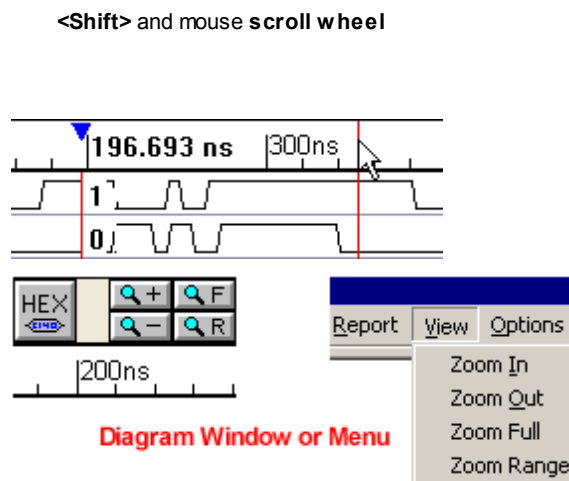 <Shift> and mouse scroll wheel
196.693 ns 300ns
1
0
HEX + F
- R
200ns
Report View Options
Zoom In
Zoom Out
Zoom Full
Zoom Range
Diagram Window or Menu